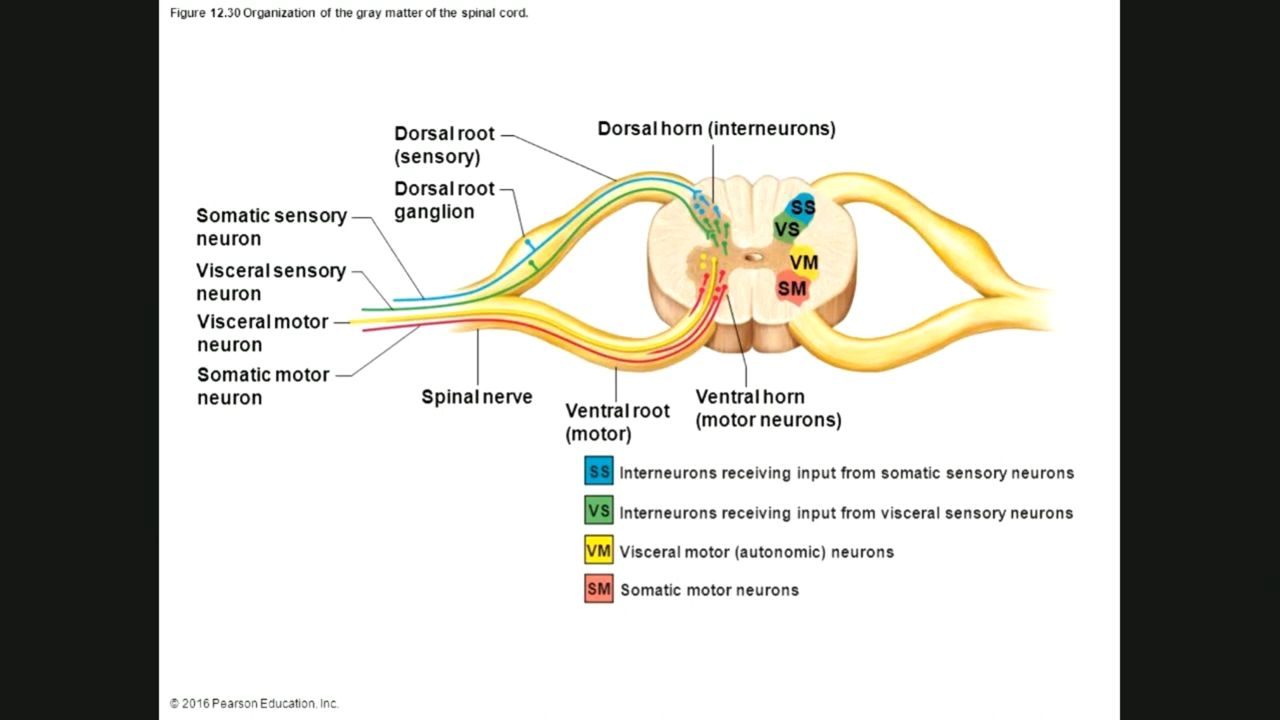 Figure 12.30 Organization of the gray matter of the spinal cord.
Dorsal root
(sensory)
Dorsal horn (interneurons)
Dorsal root
ganglion
Somatic sensory
neuron
Visceral sensory
neuron
Visceral motor
neuron
Somatic motor
neuron
SS
VS
VM
SM
Spinal nerve
Ventral root
(motor)
Ventral horn
(motor neurons)
SS Interneurons receiving input from somatic sensory neurons
VS Interneurons receiving input from visceral sensory neurons
VM Visceral motor (autonomic) neurons
SM Somatic motor neurons
© 2016 Pearson Education, Inc.